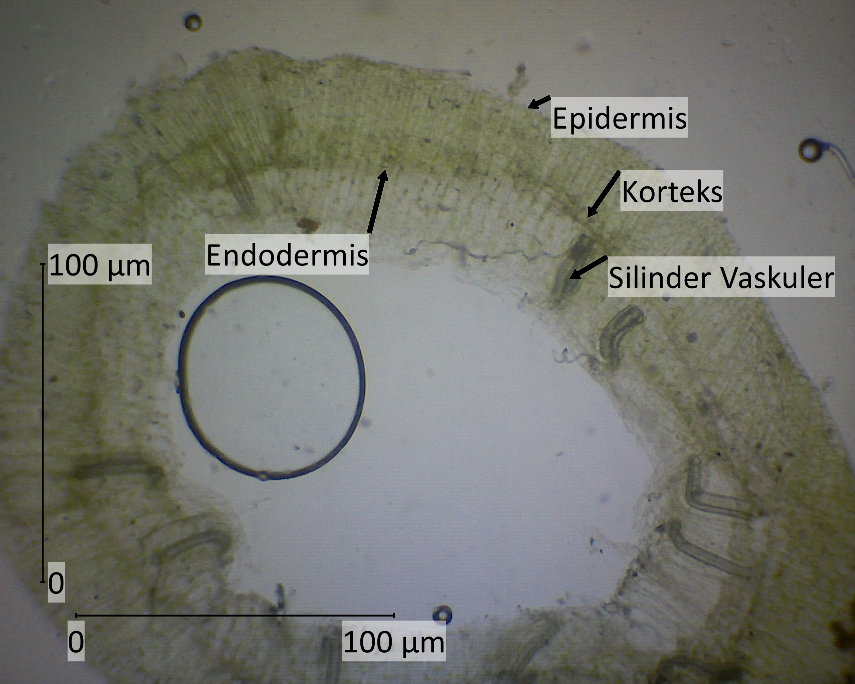 Epidermis
Korteks
Endodermis
Silinder Vaskuler
100 µm
0
0
100 µm